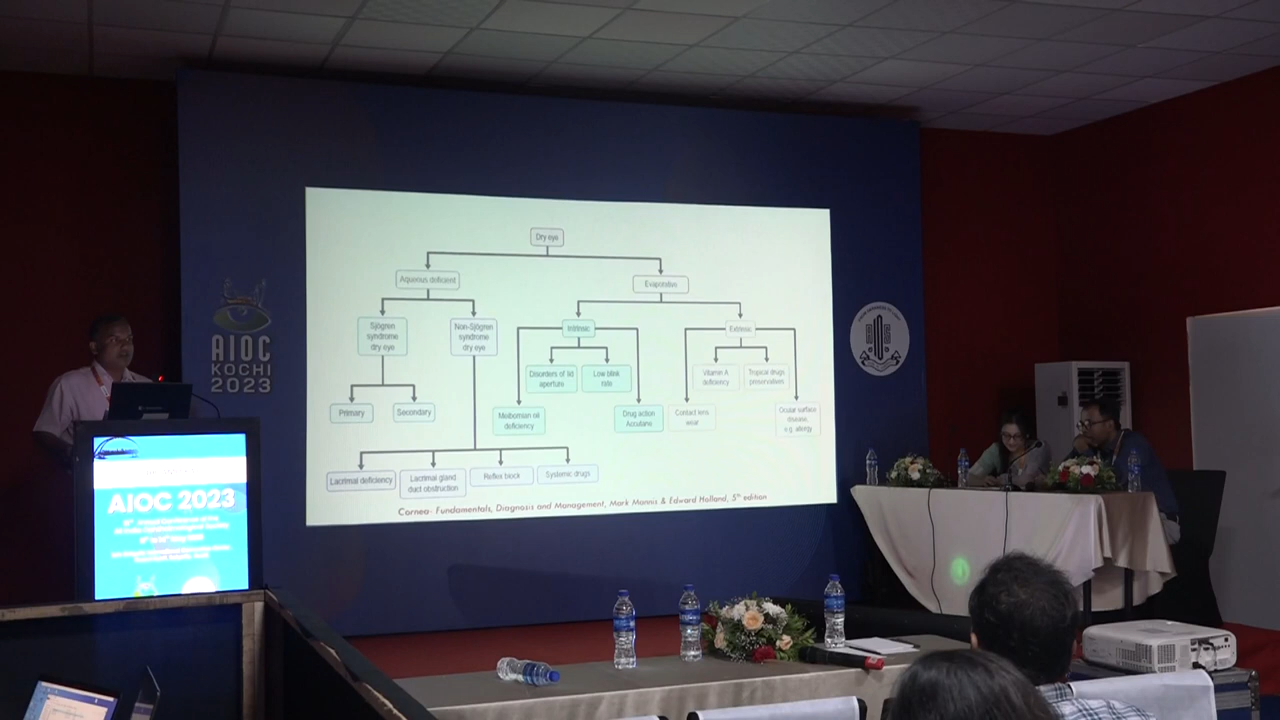 Dry eye
Aqueous deficient
Evaporative
Sjögren
syndrome
dry eye
Non-Sjögren
syndrome
dry eye
Intrinsic
Extrinsic
Disorders of lid
aperture
Low blink
rate
Vitamin A
deficiency
Tropical drugs
preservatives
Primary
Secondary
Meibomian oil
deficiency
Drug action
Accutane
Contact lens
wear
Ocular surface
disease
e.g. allergy
Lacrimal deficiency
Lacrimal gland
duct obstruction
Reflex block
Systemic drugs
Cornea- Fundamentals, Diagnosis and Management, Mark Mannis & Edward Holland, 5th edition
AIOC
KOCHI
2023
AIOC 2023